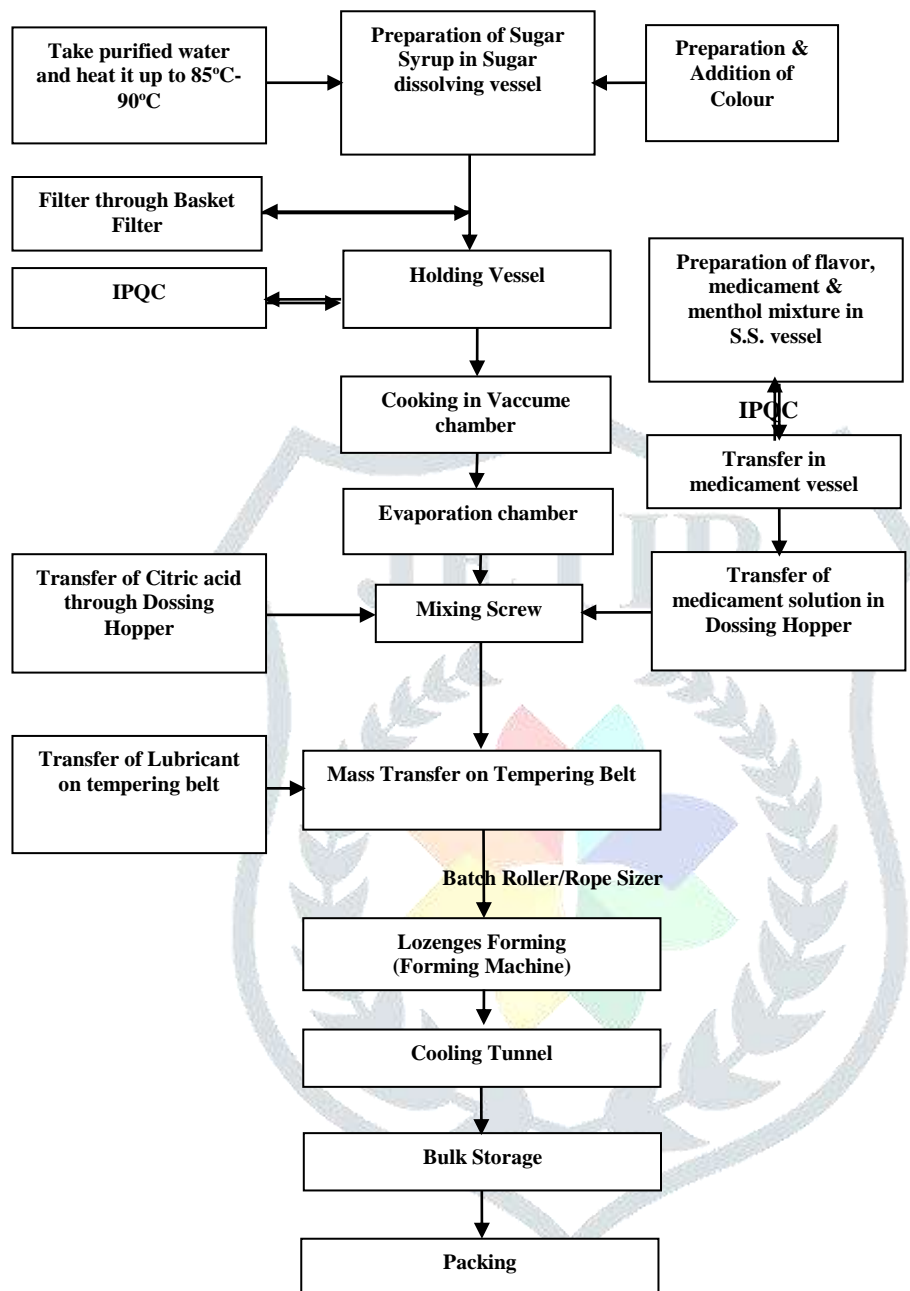 Take purified water
and heat it up to 85ºC-
90ºC
Preparation of Sugar
Syrup in Sugar
dissolving vessel
Preparation &
Addition of
Colour
Filter through Basket
Filter
IPQC
Holding Vessel
Preparation of flavor,
medicament &
menthol mixture in
S.S. vessel
Cooking in Vaccume
chamber
IPQC
Transfer in
medicament vessel
Evaporation chamber
JETIR
Transfer of Citric acid
through Dossing
Hopper
Mixing Screw
Transfer of
medicament solution in
Dossing Hopper
Transfer of Lubricant
on tempering belt
Mass Transfer on Tempering Belt
Batch Roller/Rope Sizer
Lozenges Forming
(Forming Machine)
Cooling Tunnel
Bulk Storage
Packing